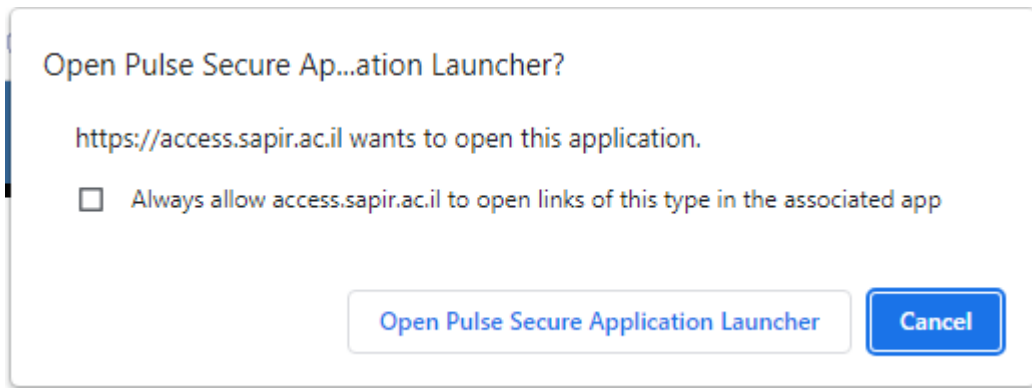 Open Pulse Secure Ap...ation Launcher?
https://access.sapir.ac.il wants to open this application.
Always allow access.sapir.ac.il to open links of this type in the associated app
Open Pulse Secure Application Launcher
Cancel